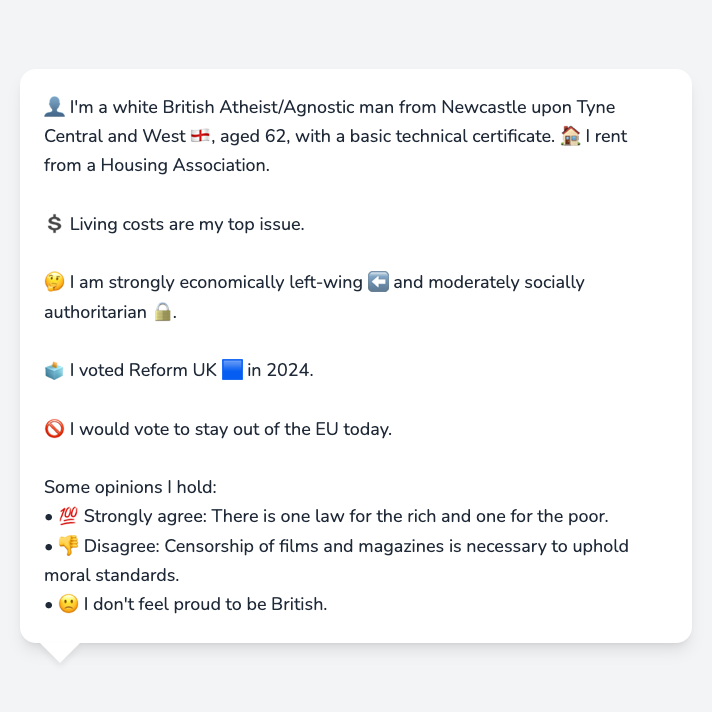 👤 I'm a white British Atheist/Agnostic man from Newcastle upon Tyne
Central and West 🏴󠁧󠁢󠁥󠁮󠁧󠁿, aged 62, with a basic technical certificate. 🏠 I rent
from a Housing Association.
💲 Living costs are my top issue.
🤔 I am strongly economically left-wing ⬅️ and moderately socially
authoritarian 🔒.
🗳️ I voted Reform UK 🟦 in 2024.
🚫 I would vote to stay out of the EU today.
Some opinions I hold:
• 💯 Strongly agree: There is one law for the rich and one for the poor.
• 👎 Disagree: Censorship of films and magazines is necessary to uphold
moral standards.
• 🙁 I don't feel proud to be British.